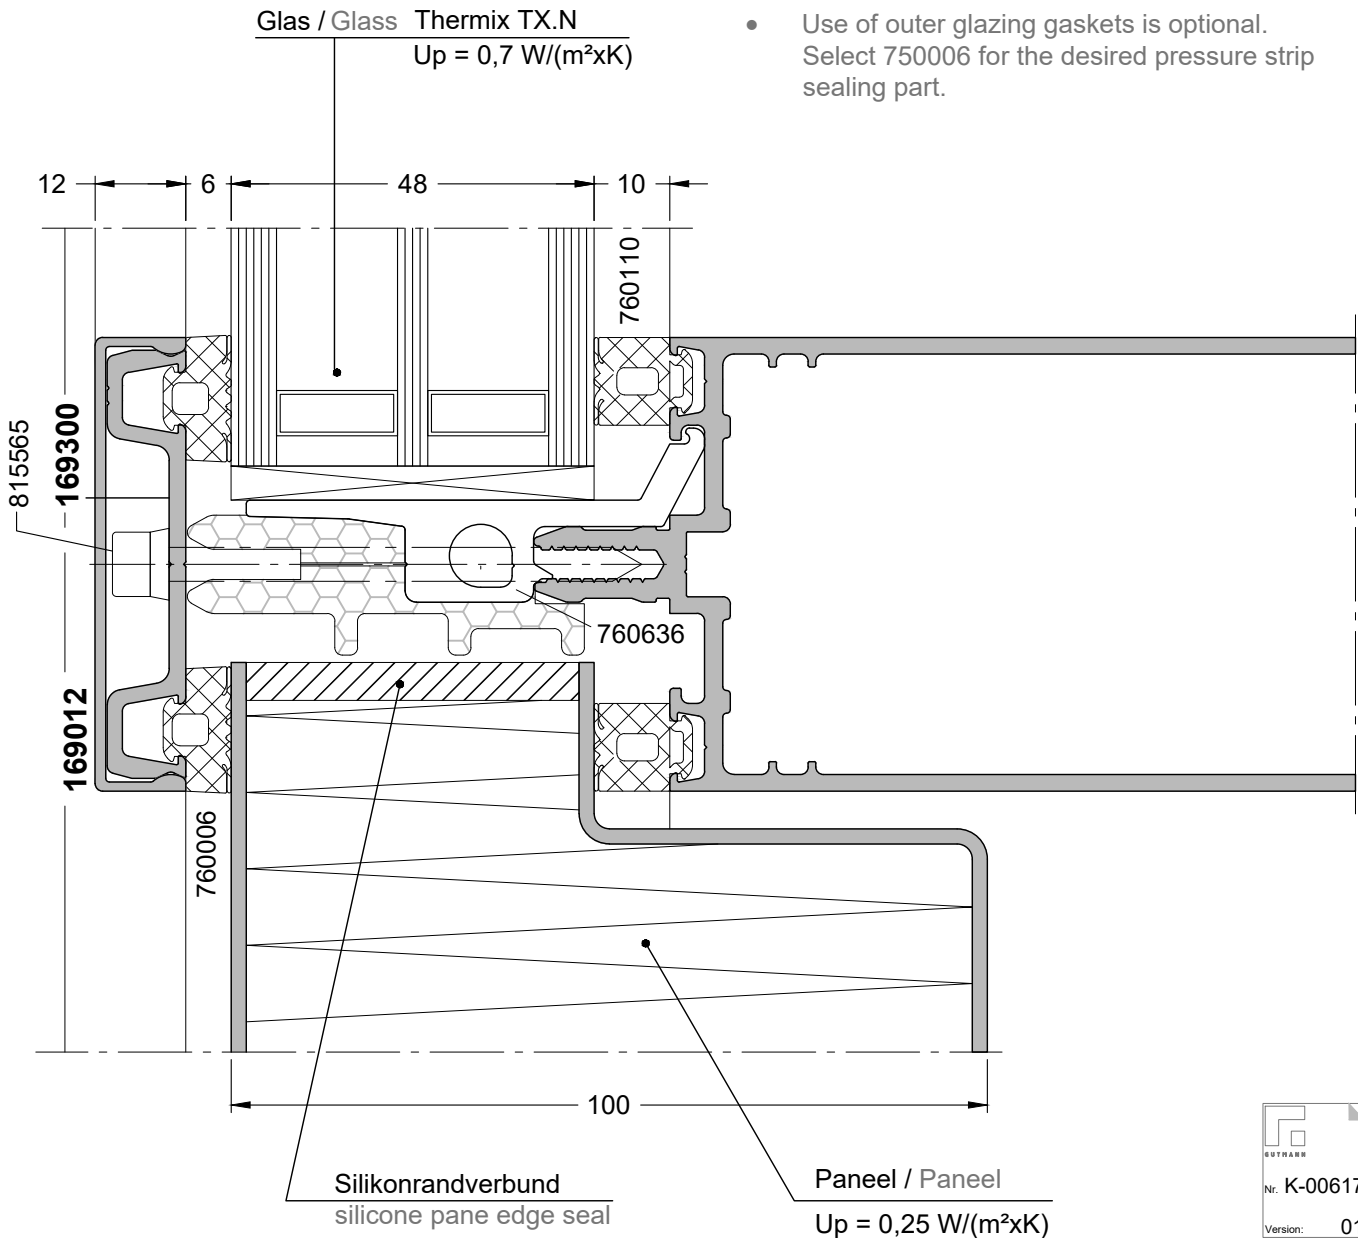 Glas / Glass Thermix TX.N
Up = 0,7 W/(m²xK)
• Use of outer glazing gaskets is optional.
Select 750006 for the desired pressure strip
sealing part.
12
6
48
10
760110
815565
169300
760636
169012
760006
100
Silikonrandverbund
silicone pane edge seal
Paneel / Paneel
Up = 0,25 W/(m²xK)
GUTMANN
Nr. K-00617
Version: 01